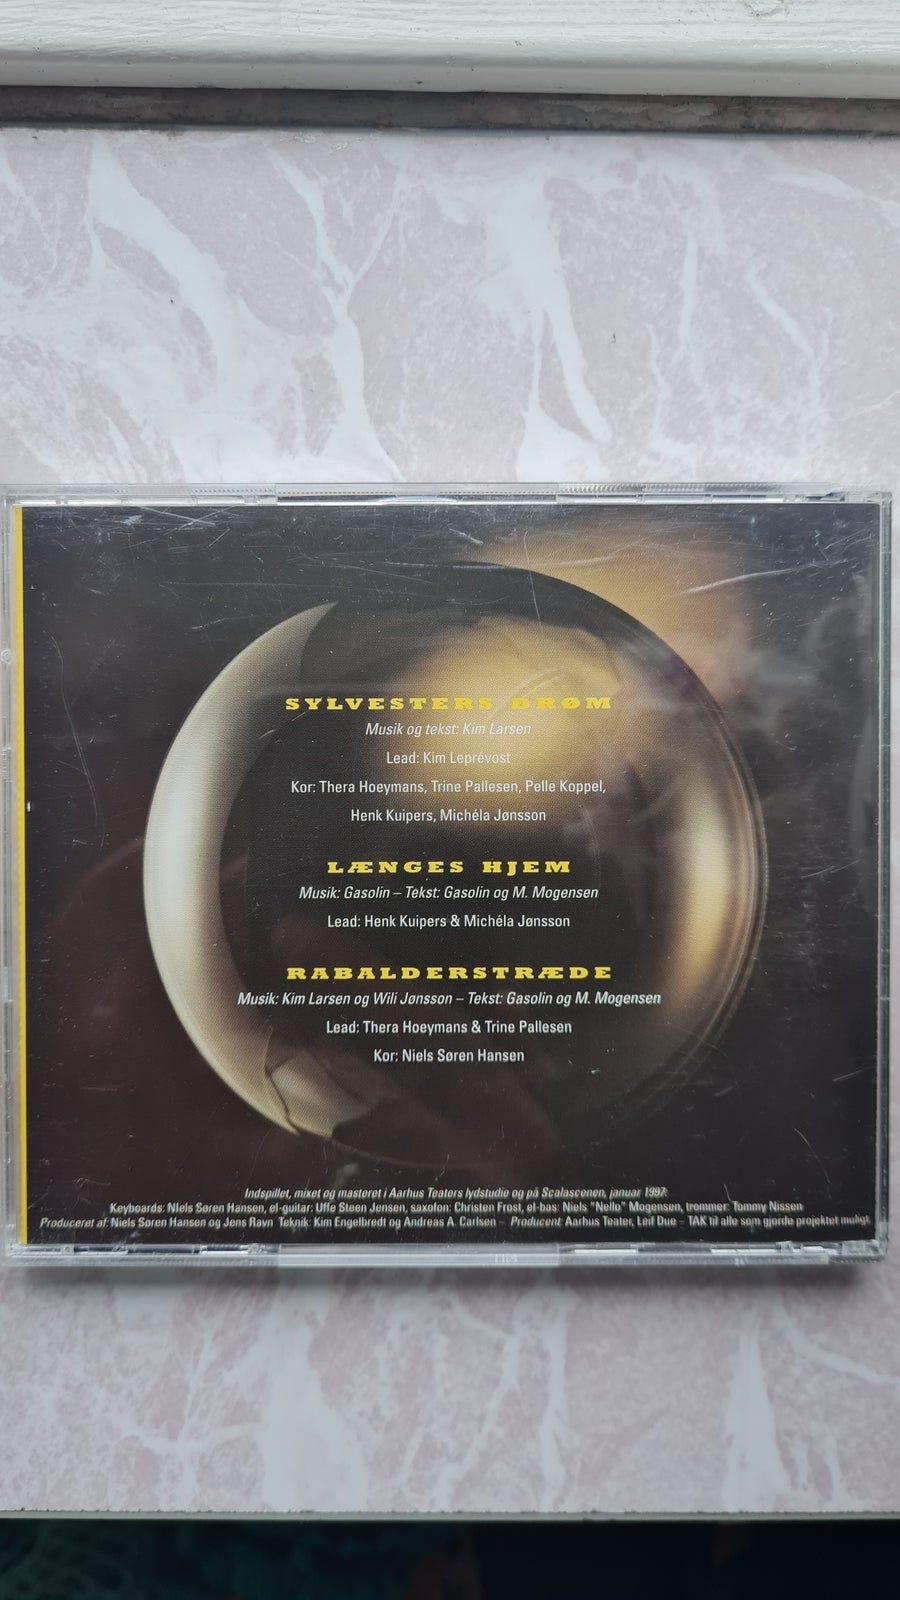 SYLVESTERS DRØM
Musik og tekst: Kim Larsen
Lead: Kim Leprévost
Kor: Thera Hoeymans, Trine Pallesen, Pelle Koppel,
Henk Kuipers, Michéla Jønsson
LÆNGES HJEM
Musik: Gasolin – Tekst: Gasolin og M. Mogensen
Lead: Henk Kuipers & Michéla Jønsson
RABALDERSTRÆDE
Musik: Kim Larsen og Wili Jønsson – Tekst: Gasolin og M. Mogensen
Lead: Thera Hoeymans & Trine Pallesen
Kor: Niels Søren Hansen
Indspillet, mixet og masteret i Aarhus Teaters lydstudie og på Scalascenen, januar 1997.
Keyboards: NIels Søren Hansen, el-guitar: Uffe Steen Jensen, saxofon: Christen Frost, el-bas: Niels "Nello" Mogensen, trommer: Tommy Nissen
Produceret af: Niels Søren Hansen og Jens Ravn Teknik: Kim Engelbredt og Andreas A. Carlsen – Producent: Aarhus Teater, Leif Due – TAK til alle som gjorde projektet muligt.